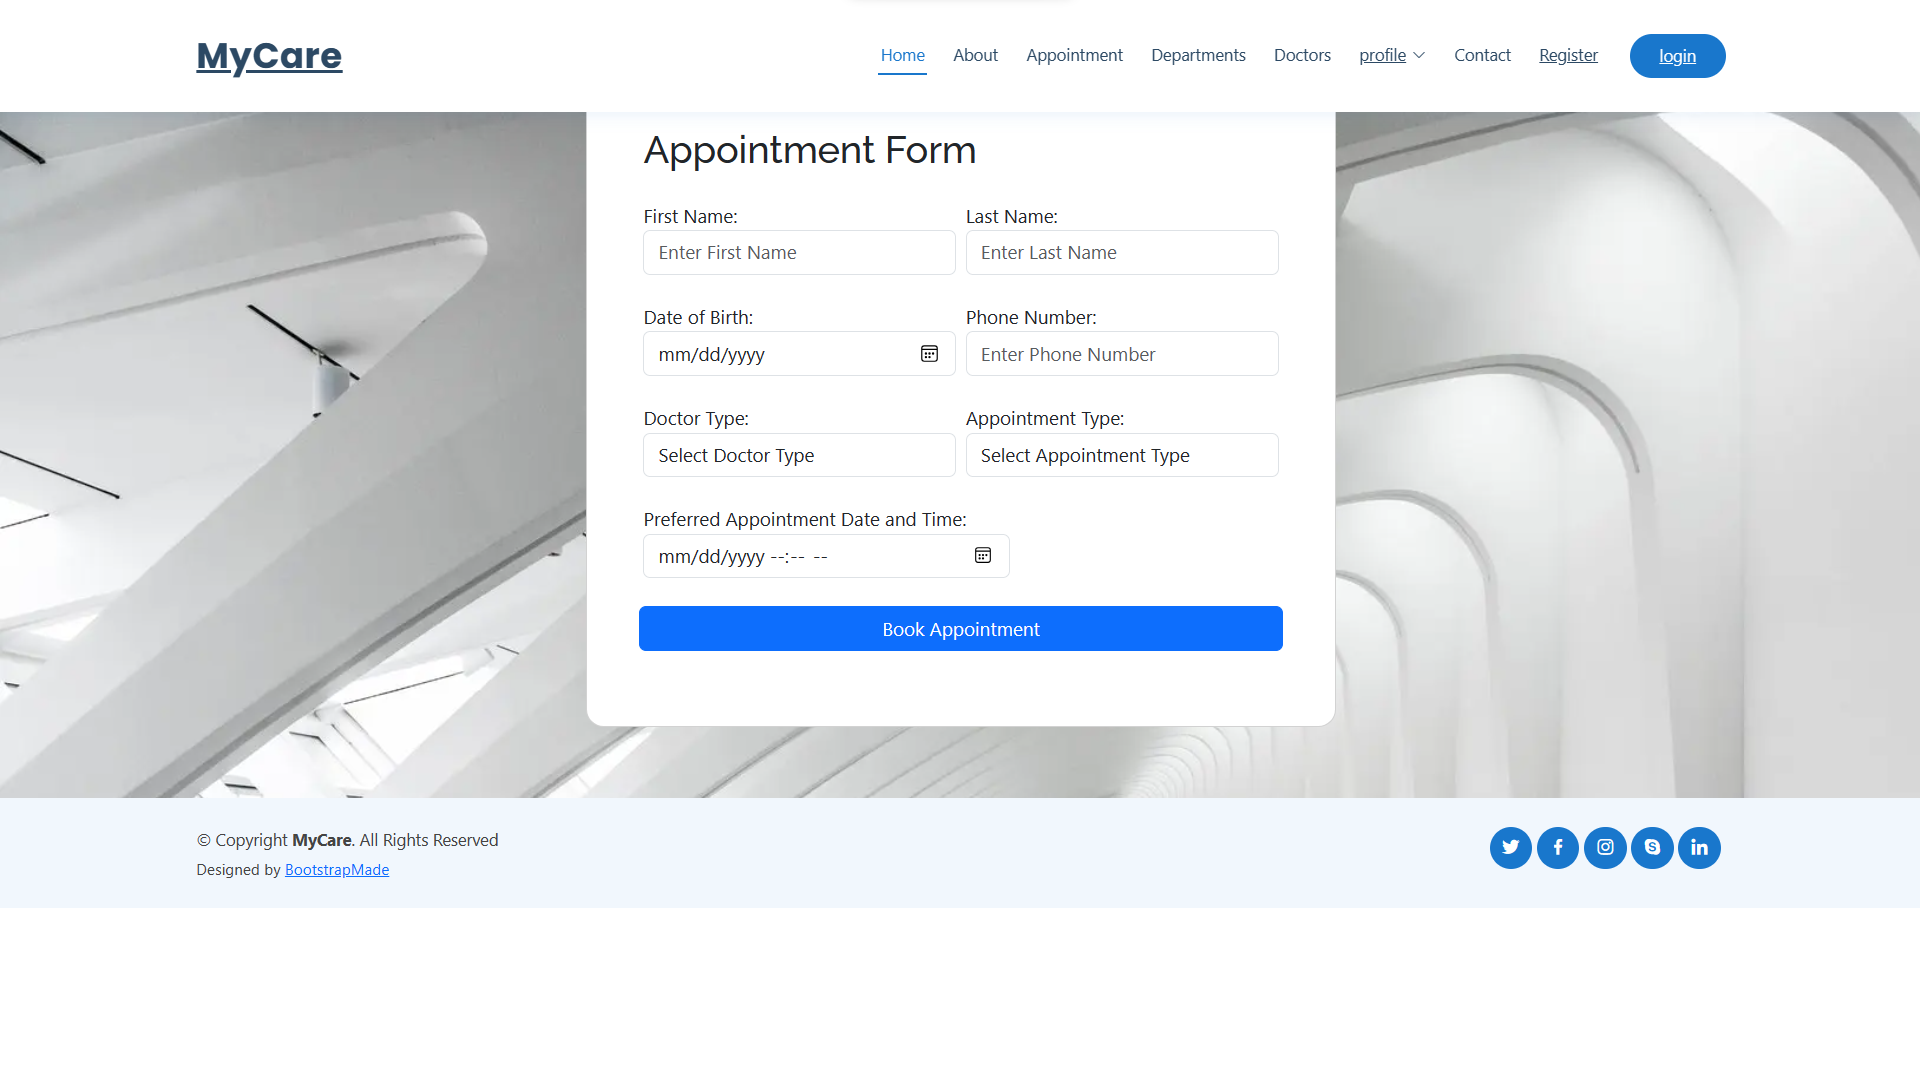 MyCare
Home About Appointment Departments Doctors profile Contact Register login
Appointment Form
First Name: Last Name:
Enter First Name Enter Last Name
Date of Birth: Phone Number:
mm/dd/yyyy Enter Phone Number
Doctor Type: Appointment Type:
Select Doctor Type Select Appointment Type
Preferred Appointment Date and Time:
mm/dd/yyyy --:-- --
Book Appointment
© Copyright MyCare. All Rights Reserved
Designed by BootstrapMade